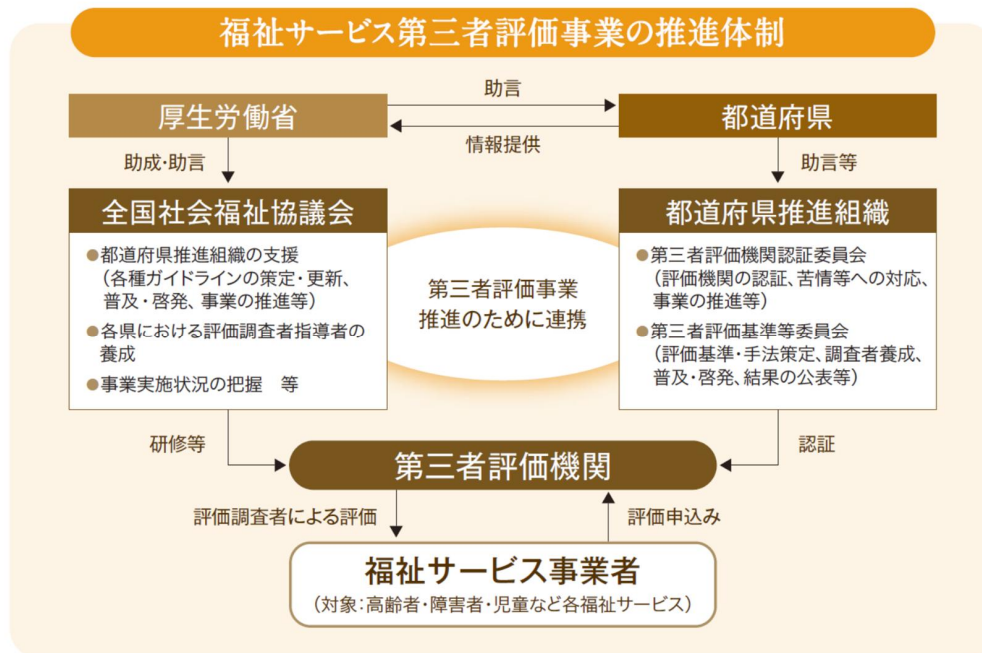 福祉サービス第三者評価事業の推進体制
助言
厚生労働省
都道府県
情報提供
助成・助言
助言等
全国社会福祉協議会
●都道府県推進組織の支援
（各種ガイドラインの策定・更新、
普及・啓発、事業の推進等）
●各県における評価調査者指導者の
養成
●事業実施状況の把握　等
第三者評価事業
推進のために連携
都道府県推進組織
●第三者評価機関認証委員会
（評価機関の認証、苦情等への対応、
事業の推進等）
●第三者評価基準等委員会
（評価基準・手法策定、調査者養成、
普及・啓発、結果の公表等）
研修等
認証
第三者評価機関
評価調査者による評価
評価申込み
福祉サービス事業者
（対象：高齢者・障害者・児童など各福祉サービス）